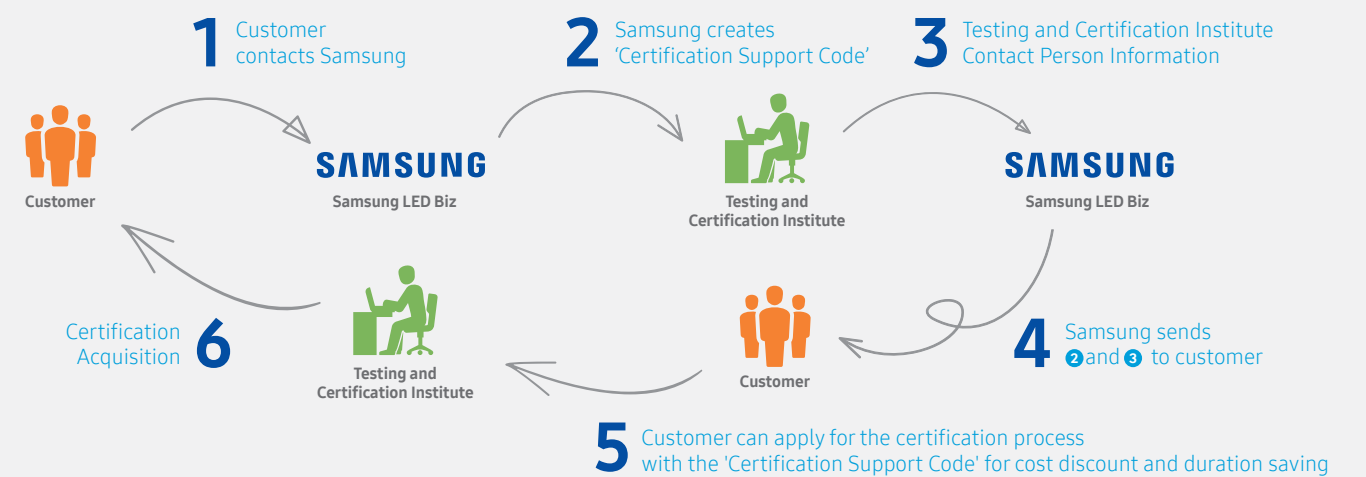 1 Customer
contacts Samsung
2 Samsung creates
‘Certification Support Code’
3 Testing and Certification Institute
Contact Person Information
Customer
SAMSUNG
Samsung LED Biz
Testing and
Certification Institute
SAMSUNG
Samsung LED Biz
4 Samsung sends
2 and 3 to customer
Customer
5 Customer can apply for the certification process
with the 'Certification Support Code' for cost discount and duration saving
Testing and
Certification Institute
Certification
Acquisition 6